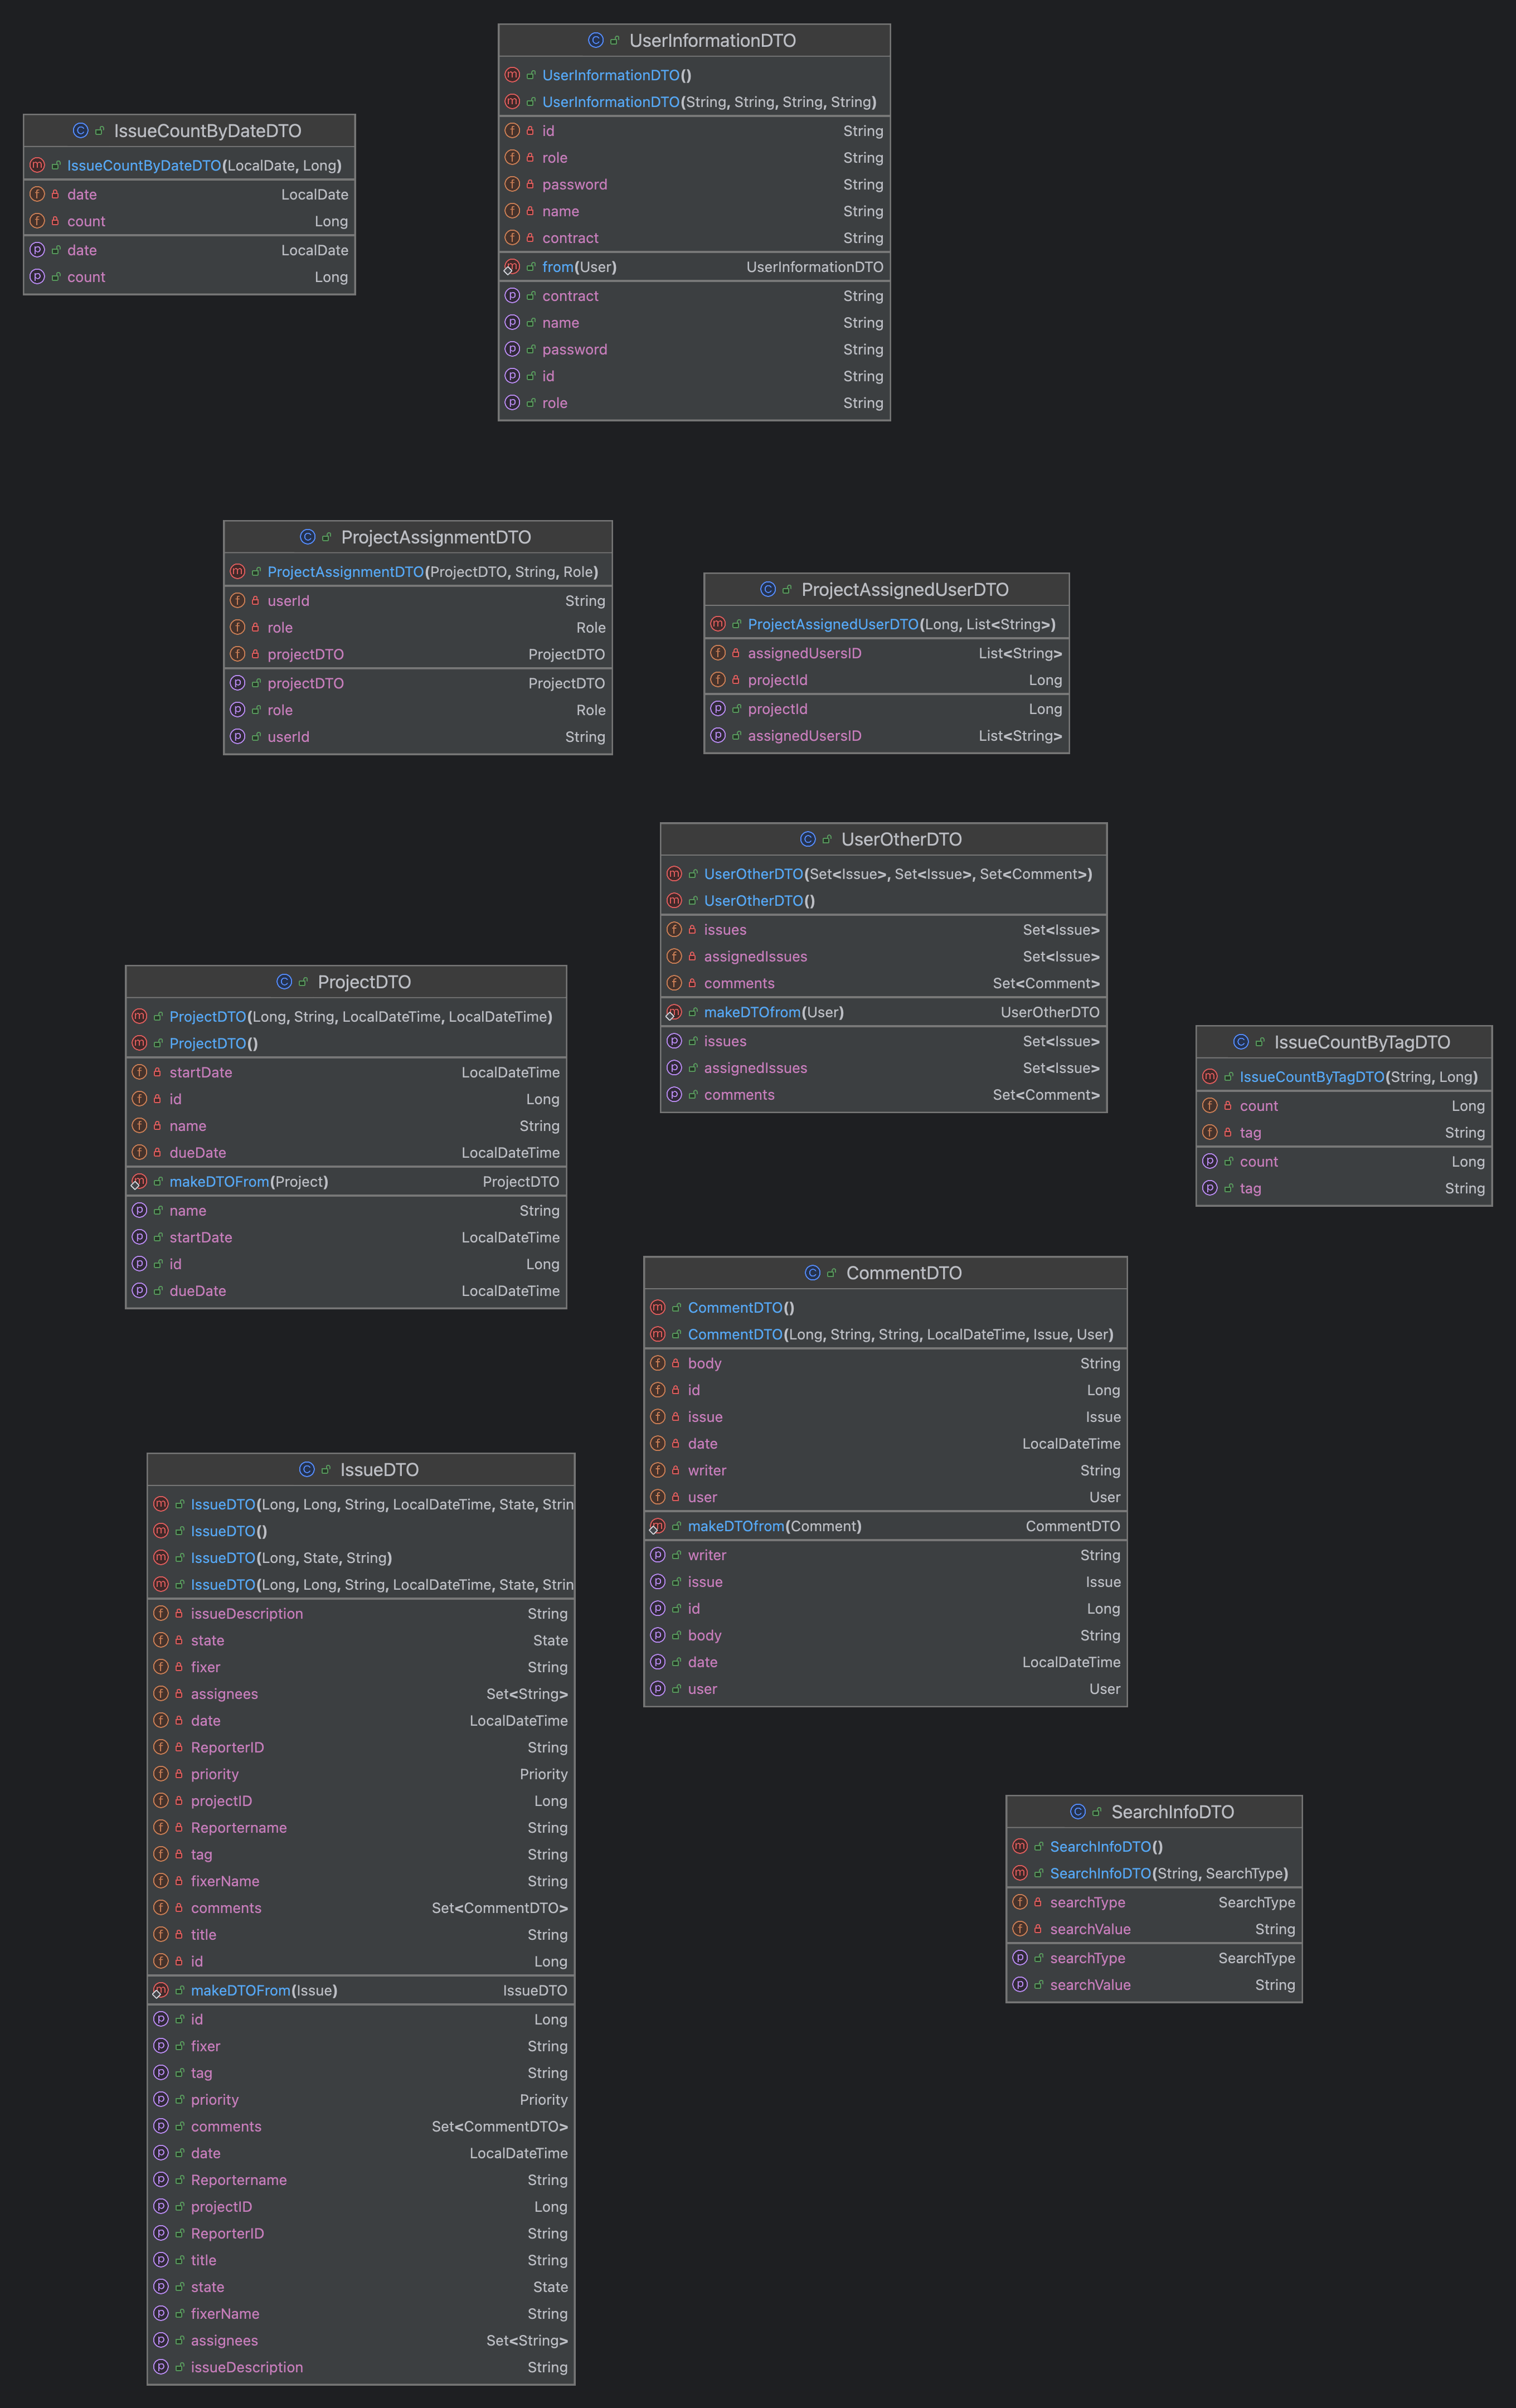 UserInformationDTO
UserInformationDTO()
UserInformationDTO(String, String, String, String)
id String
role String
password String
name String
contract String
from(User) UserInformationDTO
contract String
name String
password String
id String
role String
IssueCountByDateDTO
IssueCountByDateDTO(LocalDate, Long)
date LocalDate
count Long
date LocalDate
count Long
ProjectAssignmentDTO
ProjectAssignmentDTO(ProjectDTO, String, Role)
userId String
role Role
projectDTO ProjectDTO
projectDTO ProjectDTO
role Role
userId String
ProjectAssignedUserDTO
ProjectAssignedUserDTO(Long, List<String>)
assignedUsersID List<String>
projectId Long
projectId Long
assignedUsersID List<String>
UserOtherDTO
UserOtherDTO(Set<Issue>, Set<Issue>, Set<Comment>)
UserOtherDTO()
issues Set<Issue>
assignedIssues Set<Issue>
comments Set<Comment>
makeDTOfrom(User) UserOtherDTO
issues Set<Issue>
assignedIssues Set<Issue>
comments Set<Comment>
ProjectDTO
ProjectDTO(Long, String, LocalDateTime, LocalDateTime)
ProjectDTO()
startDate LocalDateTime
id Long
name String
dueDate LocalDateTime
makeDTOFrom(Project) ProjectDTO
name String
startDate LocalDateTime
id Long
dueDate LocalDateTime
IssueCountByTagDTO
IssueCountByTagDTO(String, Long)
count Long
tag String
count Long
tag String
CommentDTO
CommentDTO()
CommentDTO(Long, String, String, LocalDateTime, Issue, User)
body String
id Long
issue Issue
date LocalDateTime
writer String
user User
makeDTOfrom(Comment) CommentDTO
writer String
issue Issue
id Long
body String
date LocalDateTime
user User
IssueDTO
IssueDTO(Long, Long, String, LocalDateTime, State, Strin
IssueDTO()
IssueDTO(Long, State, String)
IssueDTO(Long, Long, String, LocalDateTime, State, Strin
issueDescription String
state State
fixer String
assignees Set<String>
date LocalDateTime
ReporterID String
priority Priority
projectID Long
Reportername String
tag String
fixerName String
comments Set<CommentDTO>
title String
id Long
makeDTOFrom(Issue) IssueDTO
id Long
fixer String
tag String
priority Priority
comments Set<CommentDTO>
date LocalDateTime
Reportername String
projectID Long
ReporterID String
title String
state State
fixerName String
assignees Set<String>
issueDescription String
SearchInfoDTO
SearchInfoDTO()
SearchInfoDTO(String, SearchType)
searchType SearchType
searchValue String
searchType SearchType
searchValue String